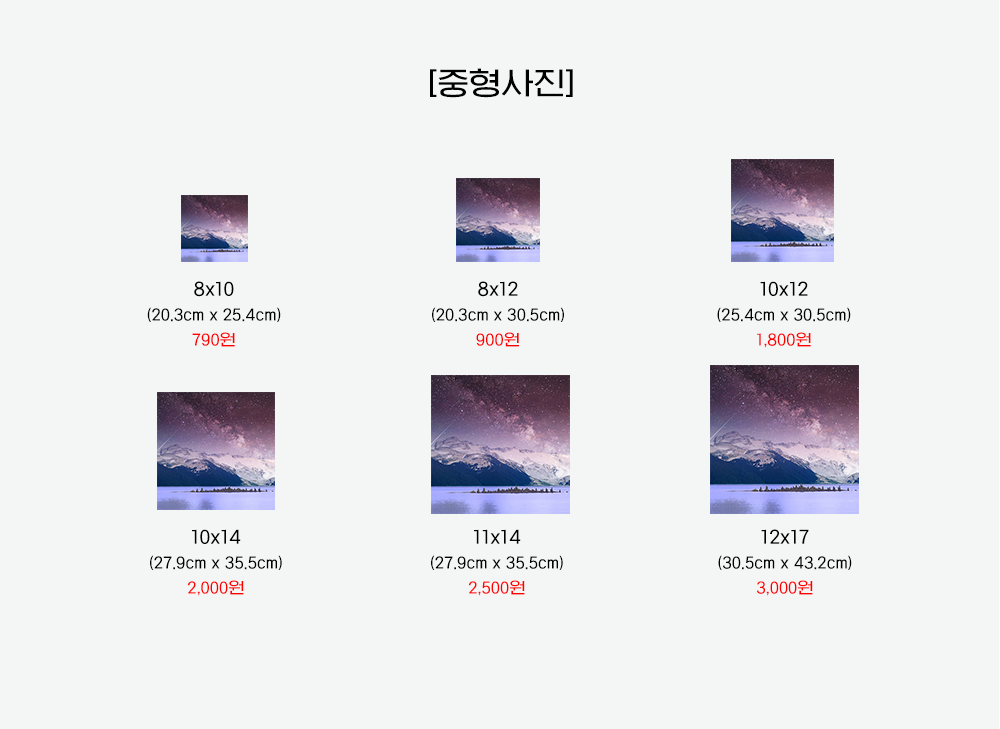 [중형사진]
8x10
(20.3cm x 25.4cm)
790원
8x12
(20.3cm x 30.5cm)
900원
10x12
(25.4cm x 30.5cm)
1,800원
10x14
(27.9cm x 35.5cm)
2,000원
11x14
(27.9cm x 35.5cm)
2,500원
12x17
(30.5cm x 43.2cm)
3,000원